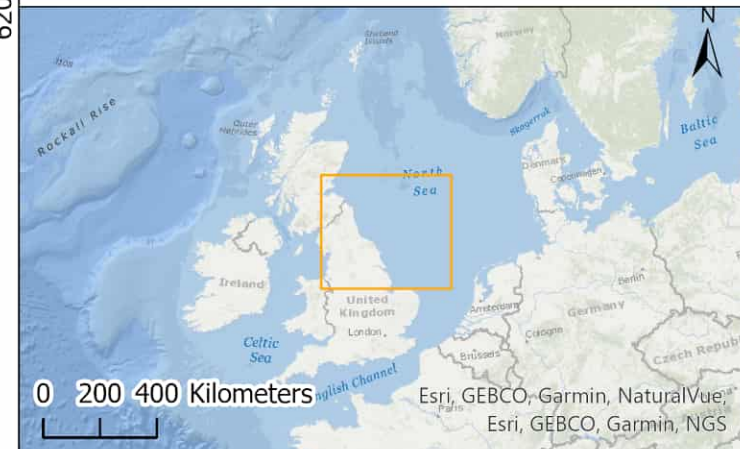 620
N
Shetland
Islands
Norway
Rockall Rise
Outer
Hebrides
Skagerrak
Baltic
Sea
Denmark
Copenhagen
North
Sea
Ireland
United
Kingdom
London
Amsterdam
Berlin
Germany
Cologne
Brussels
Celtic
Sea
English Channel
Czech Republ
Paris
0 200 400 Kilometers
Esri, GEBCO, Garmin, NaturalVue,
Esri, GEBCO, Garmin, NGS